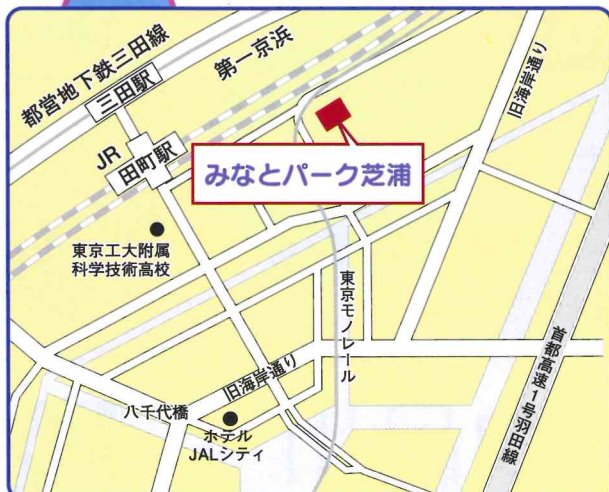 都営地下鉄三田線
三田駅
第一京浜
旧海岸通り
JR
田町駅
みなとパーク芝浦
東京工大附属
科学技術高校
東京モノレール
首都高速1号羽田線
旧海岸通り
八千代橋
ホテル
JALシティ